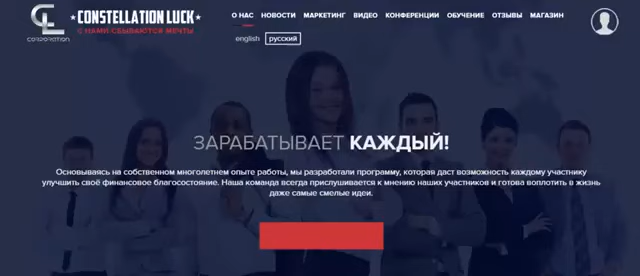 CL
CORPORATION
★CONSTELLATION LUCK★
С НАМИ СБЫВАЮТСЯ МЕЧТЫ
О НАС НОВОСТИ МАРКЕТИНГ ВИДЕО КОНФЕРЕНЦИИ ОБУЧЕНИЕ ОТЗЫВЫ МАГАЗИН
english русский
ЗАРАБАТЫВАЕТ КАЖДЫЙ!
Основываясь на собственном многолетнем опыте работы, мы разработали программу, которая даст возможность каждому участнику
улучшить своё финансовое благосостояние. Наша команда всегда прислушивается к мнению наших участников и готова воплотить в жизнь
даже самые смелые идеи.